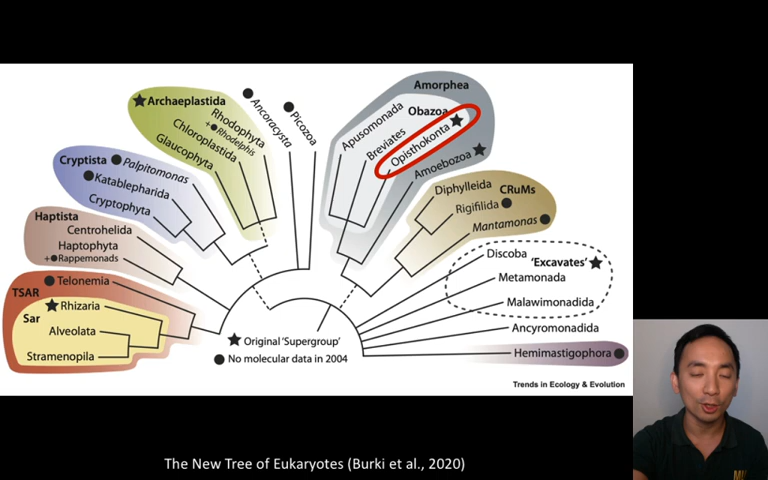 Archaeplastida
Rhodophyta
+ Rhodelphis
Chloroplastida
Glaucophyta
Ancoracysta
Picozoa
Amorphea
Obazoa
Apusomonada
Breviates
Opisthokonta
Amoebozoa
Cryptista
Palpitomonas
Katablepharida
Cryptophyta
Diphylleida
CRuMs
Rigifilida
Mantamonas
Haptista
Centrohelida
Haptophyta
+ Rappemonads
Discoba
'Excavates'
Metamonada
Malawimonadida
TSAR
Telonemia
Rhizaria
Sar
Alveolata
Stramenopila
Ancyromonadida
Hemimastigophora
Original 'Supergroup'
No molecular data in 2004
Trends in Ecology & Evolution
The New Tree of Eukaryotes (Burki et al., 2020)